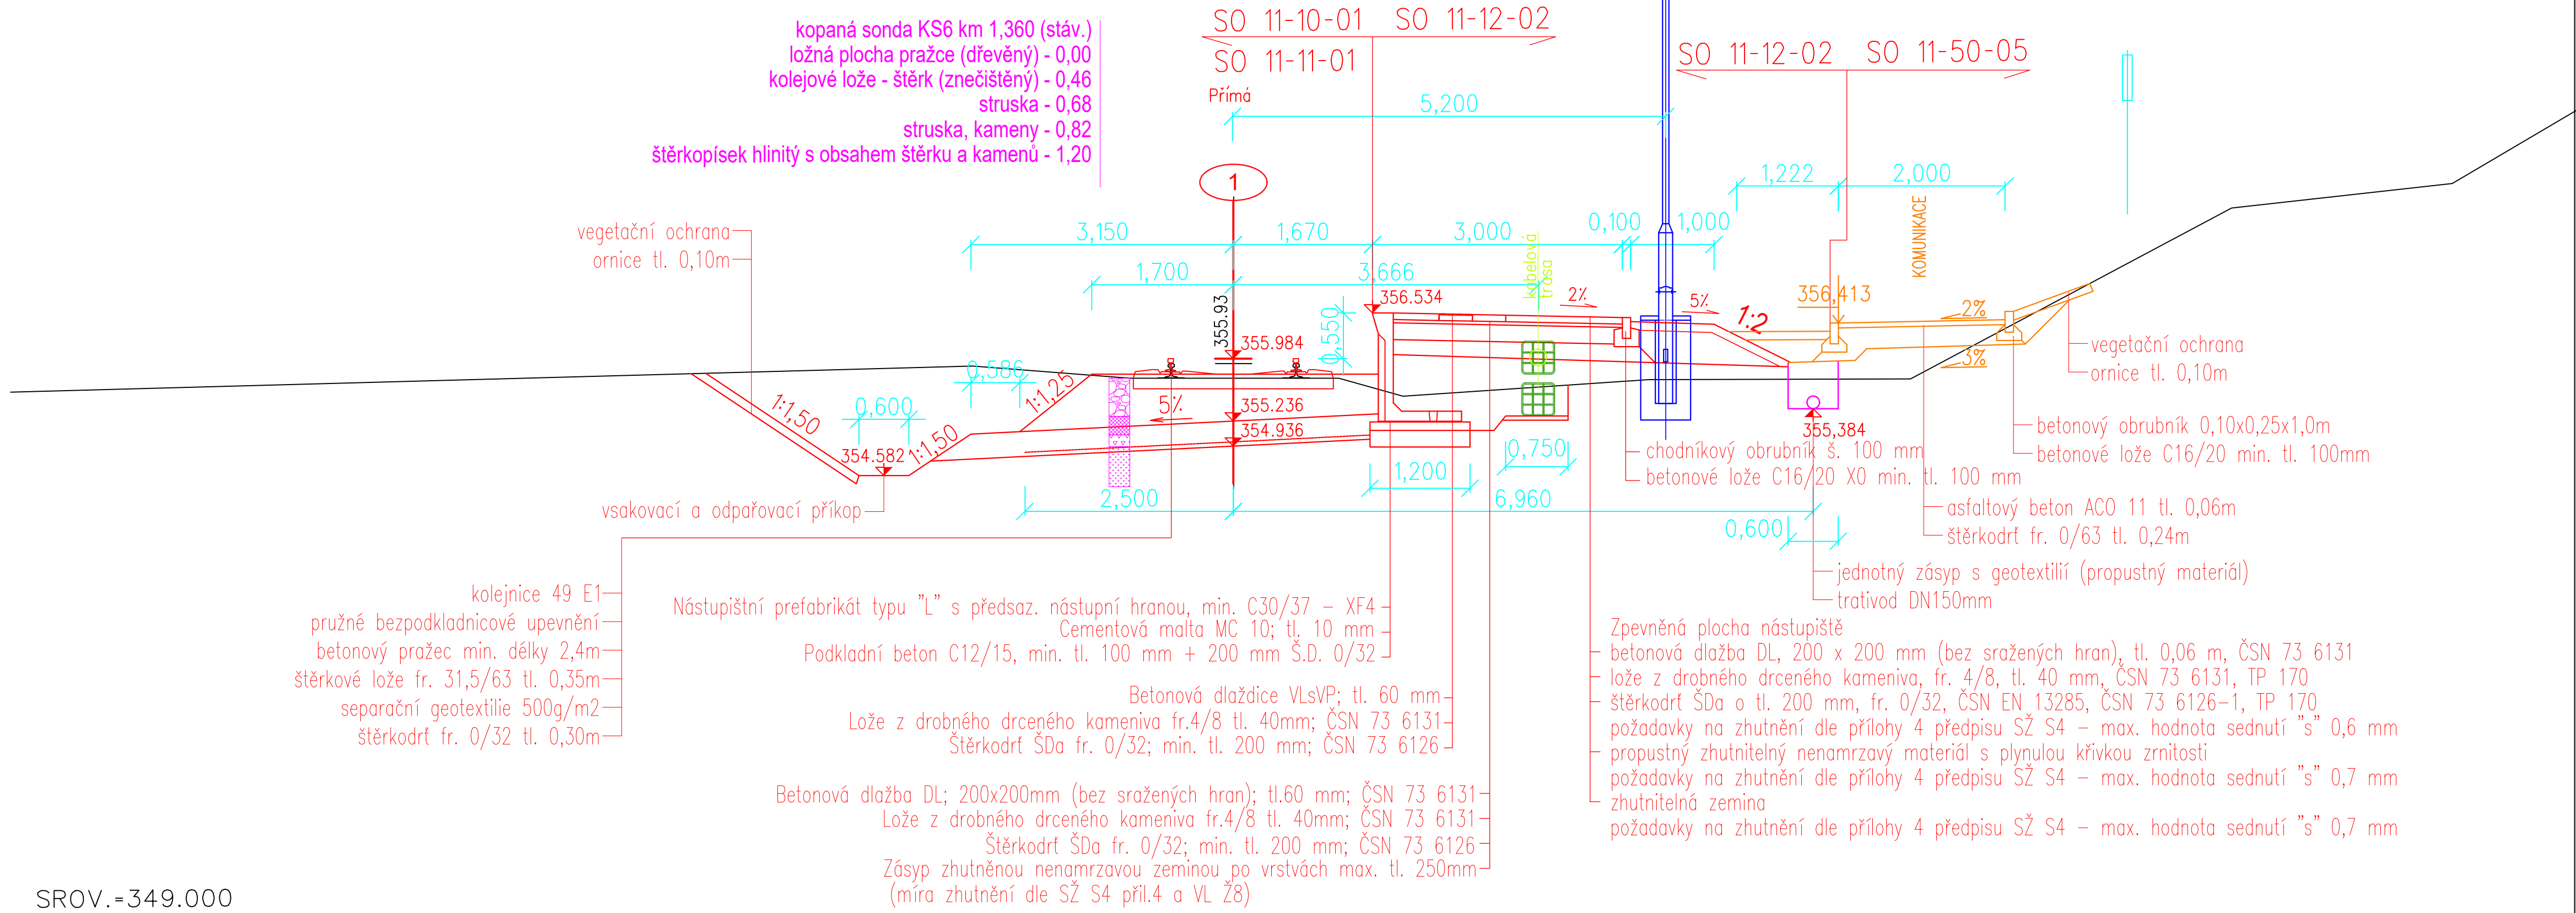 kopaná sonda KS6 km 1,360 (stáv.)
ložná plocha pražce (dřevěný) - 0,00
kolejové lože - štěrk (znečištěný) - 0,46
struska - 0,68
struska, kameny - 0,82
štěrkopísek hlinitý s obsahem štěrku a kamenů - 1,20
SO 11-10-01
SO 11-12-02
SO 11-11-01
Přímá
SO 11-12-02
SO 11-50-05
5,200
1
1,222
2,000
KOMUNIKACE
vegetační ochrana
ornice tl. 0,10m
3,150
1,670
3,000
0,100
1,000
1,700
3,666
kabelová
trasa
355.93
356.534
2%
5%
1:2
356,413
2%
3%
355.984
0,550
0,586
1:1,25
1:1,50
0,600
5%
355.236
354.936
1:1,50
354.582
0,750
1,200
355,384
vegetační ochrana
ornice tl. 0,10m
betonový obrubník 0,10x0,25x1,0m
betonové lože C16/20 min. tl. 100mm
chodníkový obrubník š. 100 mm
betonové lože C16/20 X0 min. tl. 100 mm
2,500
6,960
0,600
vsakovací a odpařovací příkop
asfaltový beton ACO 11 tl. 0,06m
štěrkodrť fr. 0/63 tl. 0,24m
jednotný zásyp s geotextilií (propustný materiál)
trativod DN150mm
kolejnice 49 E1
pružné bezpodkladnicové upevnění
betonový pražec min. délky 2,4m
štěrkové lože fr. 31,5/63 tl. 0,35m
separační geotextilie 500g/m2
štěrkodrť fr. 0/32 tl. 0,30m
Nástupištní prefabrikát typu "L" s předsaz. nástupní hranou, min. C30/37 - XF4
Cementová malta MC 10; tl. 10 mm
Podkladní beton C12/15, min. tl. 100 mm + 200 mm Š.D. 0/32
Betonová dlaždice VLsVP; tl. 60 mm
Lože z drobného drceného kameniva fr.4/8 tl. 40mm; ČSN 73 6131
Štěrkodrť ŠDa fr. 0/32; min. tl. 200 mm; ČSN 73 6126
Betonová dlažba DL; 200x200mm (bez sražených hran); tl.60 mm; ČSN 73 6131
Lože z drobného drceného kameniva fr.4/8 tl. 40mm; ČSN 73 6131
Štěrkodrť ŠDa fr. 0/32; min. tl. 200 mm; ČSN 73 6126
Zásyp zhutněnou nenamrzavou zeminou po vrstvách max. tl. 250mm
(míra zhutnění dle SŽ S4 příl.4 a VL Ž8)
Zpevněná plocha nástupiště
betonová dlažba DL, 200 x 200 mm (bez sražených hran), tl. 0,06 m, ČSN 73 6131
lože z drobného drceného kameniva, fr. 4/8, tl. 40 mm, ČSN 73 6131, TP 170
štěrkodrť ŠDa o tl. 200 mm, fr. 0/32, ČSN EN 13285, ČSN 73 6126-1, TP 170
požadavky na zhutnění dle přílohy 4 předpisu SŽ S4 - max. hodnota sednutí "s" 0,6 mm
propustný zhutnitelný nenamrzavý materiál s plynulou křivkou zrnitosti
požadavky na zhutnění dle přílohy 4 předpisu SŽ S4 - max. hodnota sednutí "s" 0,7 mm
zhutnitelná zemina
požadavky na zhutnění dle přílohy 4 předpisu SŽ S4 - max. hodnota sednutí "s" 0,7 mm
SROV.=349.000